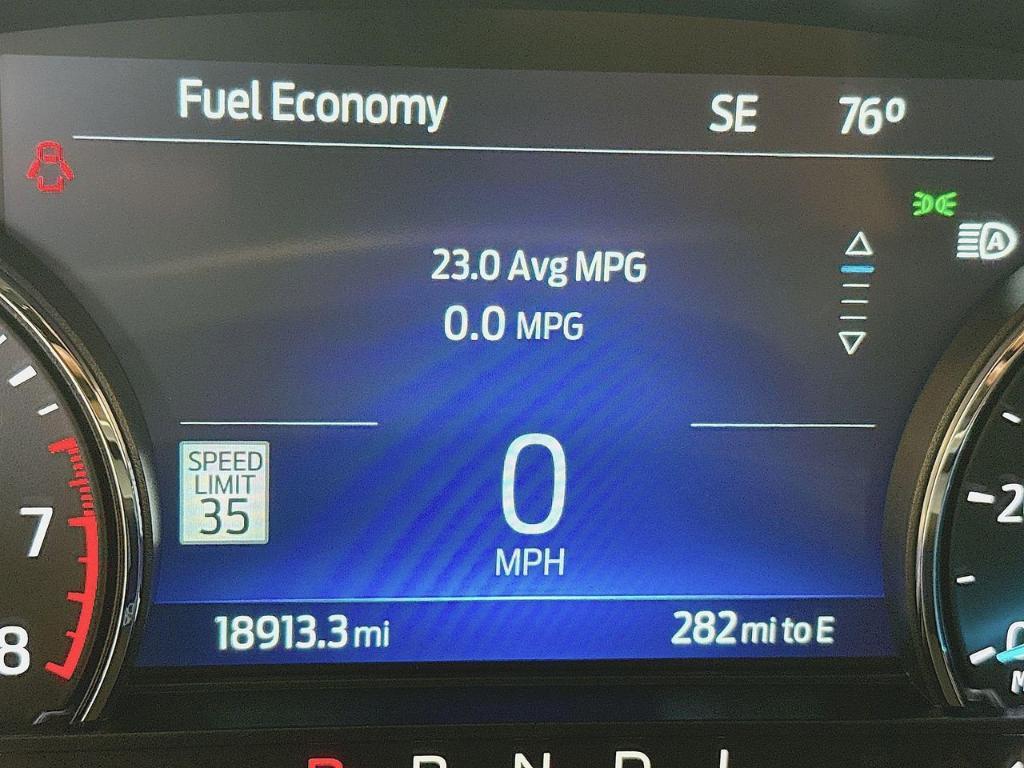 Fuel Economy SE 76º
23.0 Avg MPG
0.0 MPG
A
SPEED
LIMIT
35
0
MPH
18913.3 mi 282 mi to E
7
8